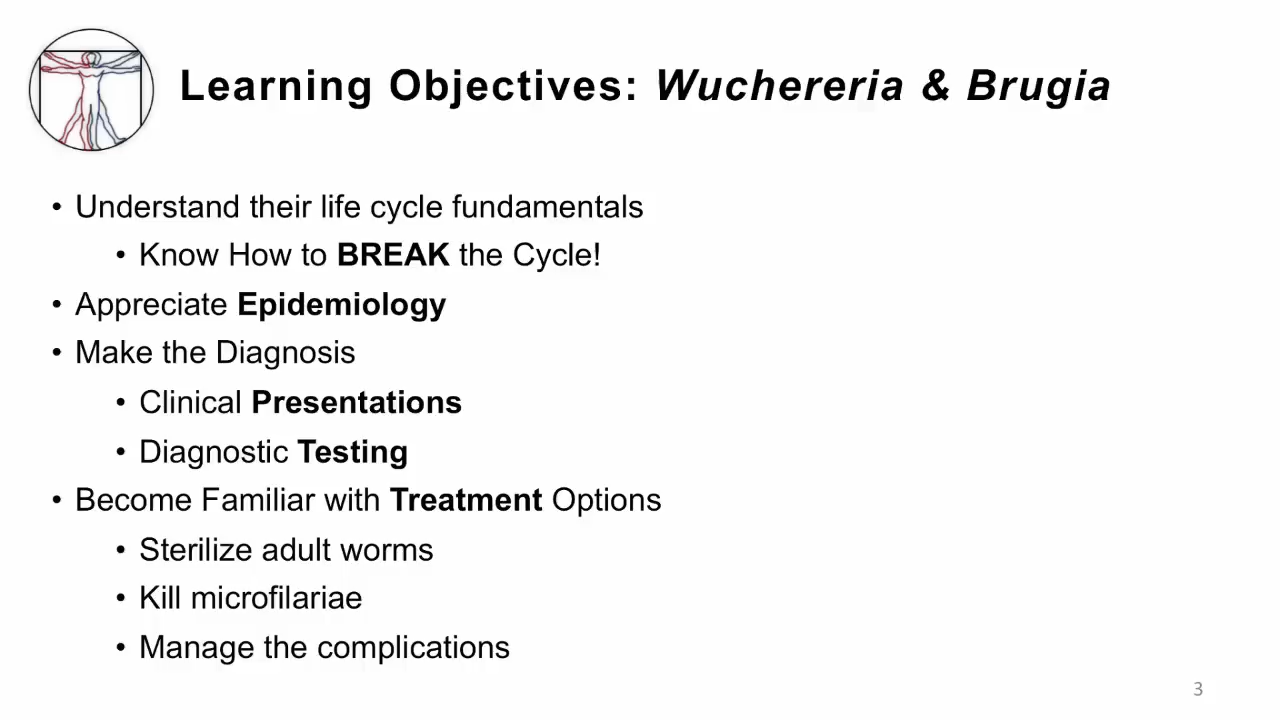 Learning Objectives: Wuchereria & Brugia
• Understand their life cycle fundamentals
• Know How to BREAK the Cycle!
• Appreciate Epidemiology
• Make the Diagnosis
• Clinical Presentations
• Diagnostic Testing
• Become Familiar with Treatment Options
• Sterilize adult worms
• Kill microfilariae
• Manage the complications
3